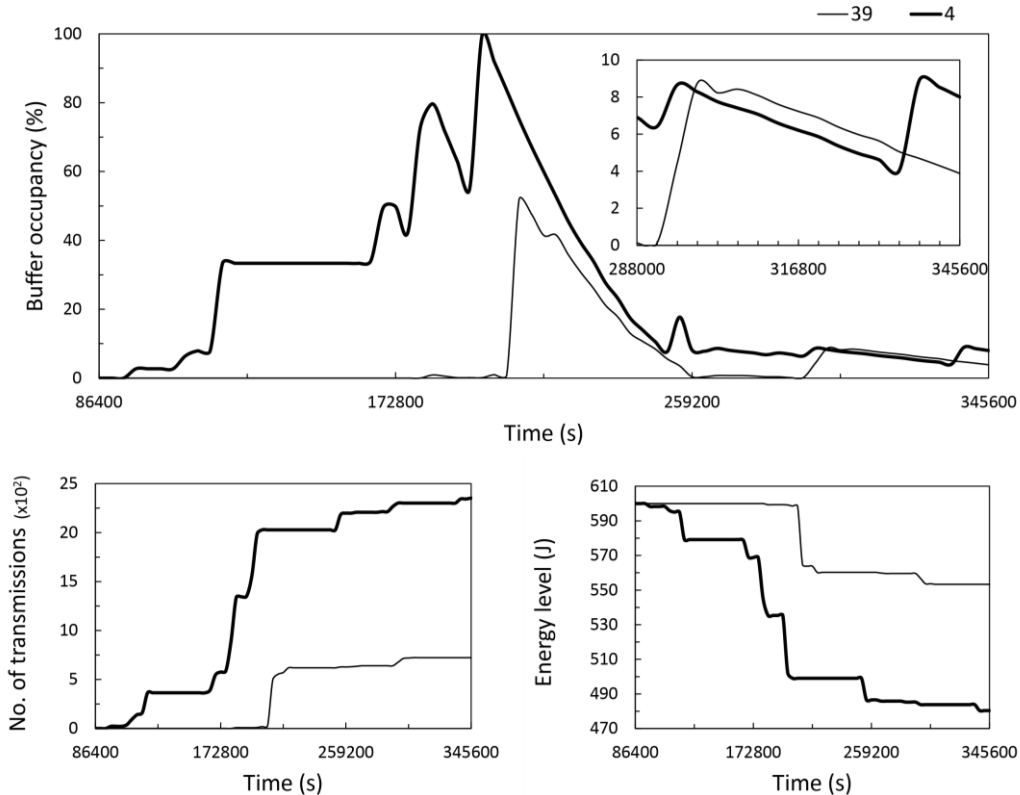 39 4
Buffer occupancy (%)
100
80
60
40
20
0
86400 172800 259200 345600
Time (s)
10
8
6
4
2
0
288000 316800 345600
No. of transmissions (x10²)
25
20
15
10
5
0
86400 172800 259200 345600
Time (s)
Energy level (J)
610
590
570
550
530
510
490
470
86400 172800 259200 345600
Time (s)